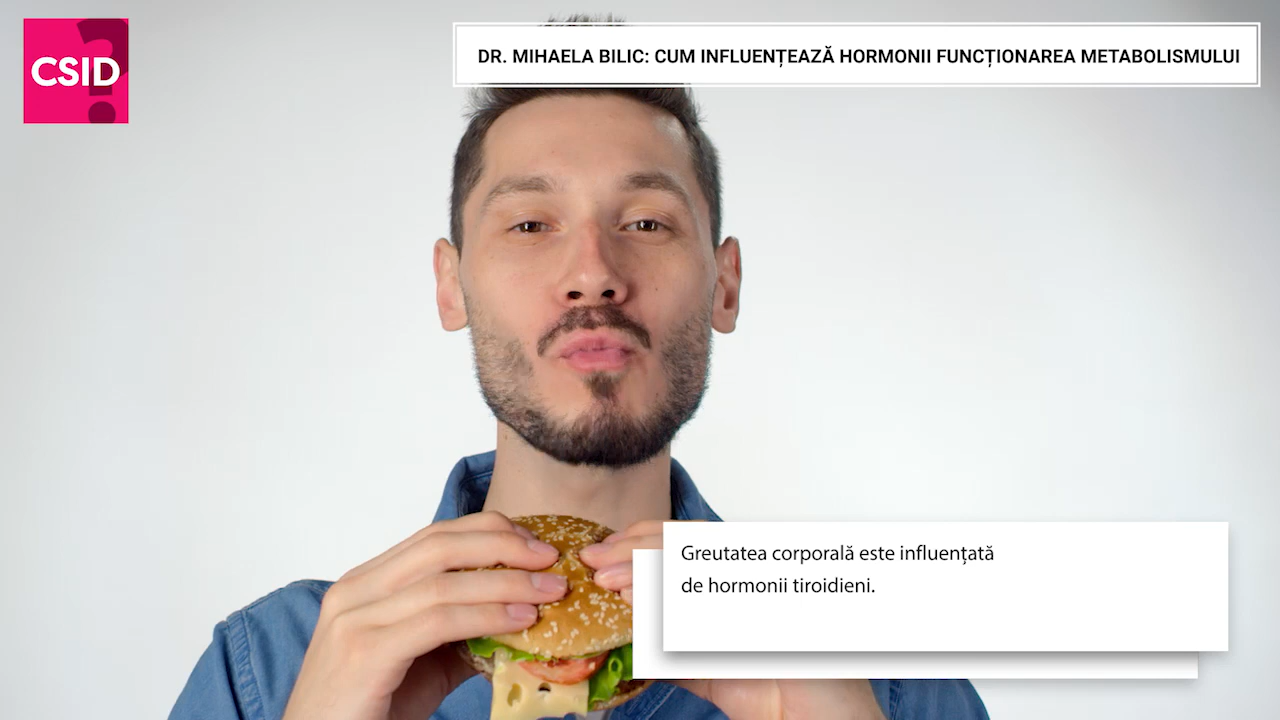 CSID
DR. MIHAELA BILIC: CUM INFLUENȚEAZĂ HORMONII FUNCȚIONAREA METABOLISMULUI
Greutatea corporală este influențată
de hormonii tiroidieni.